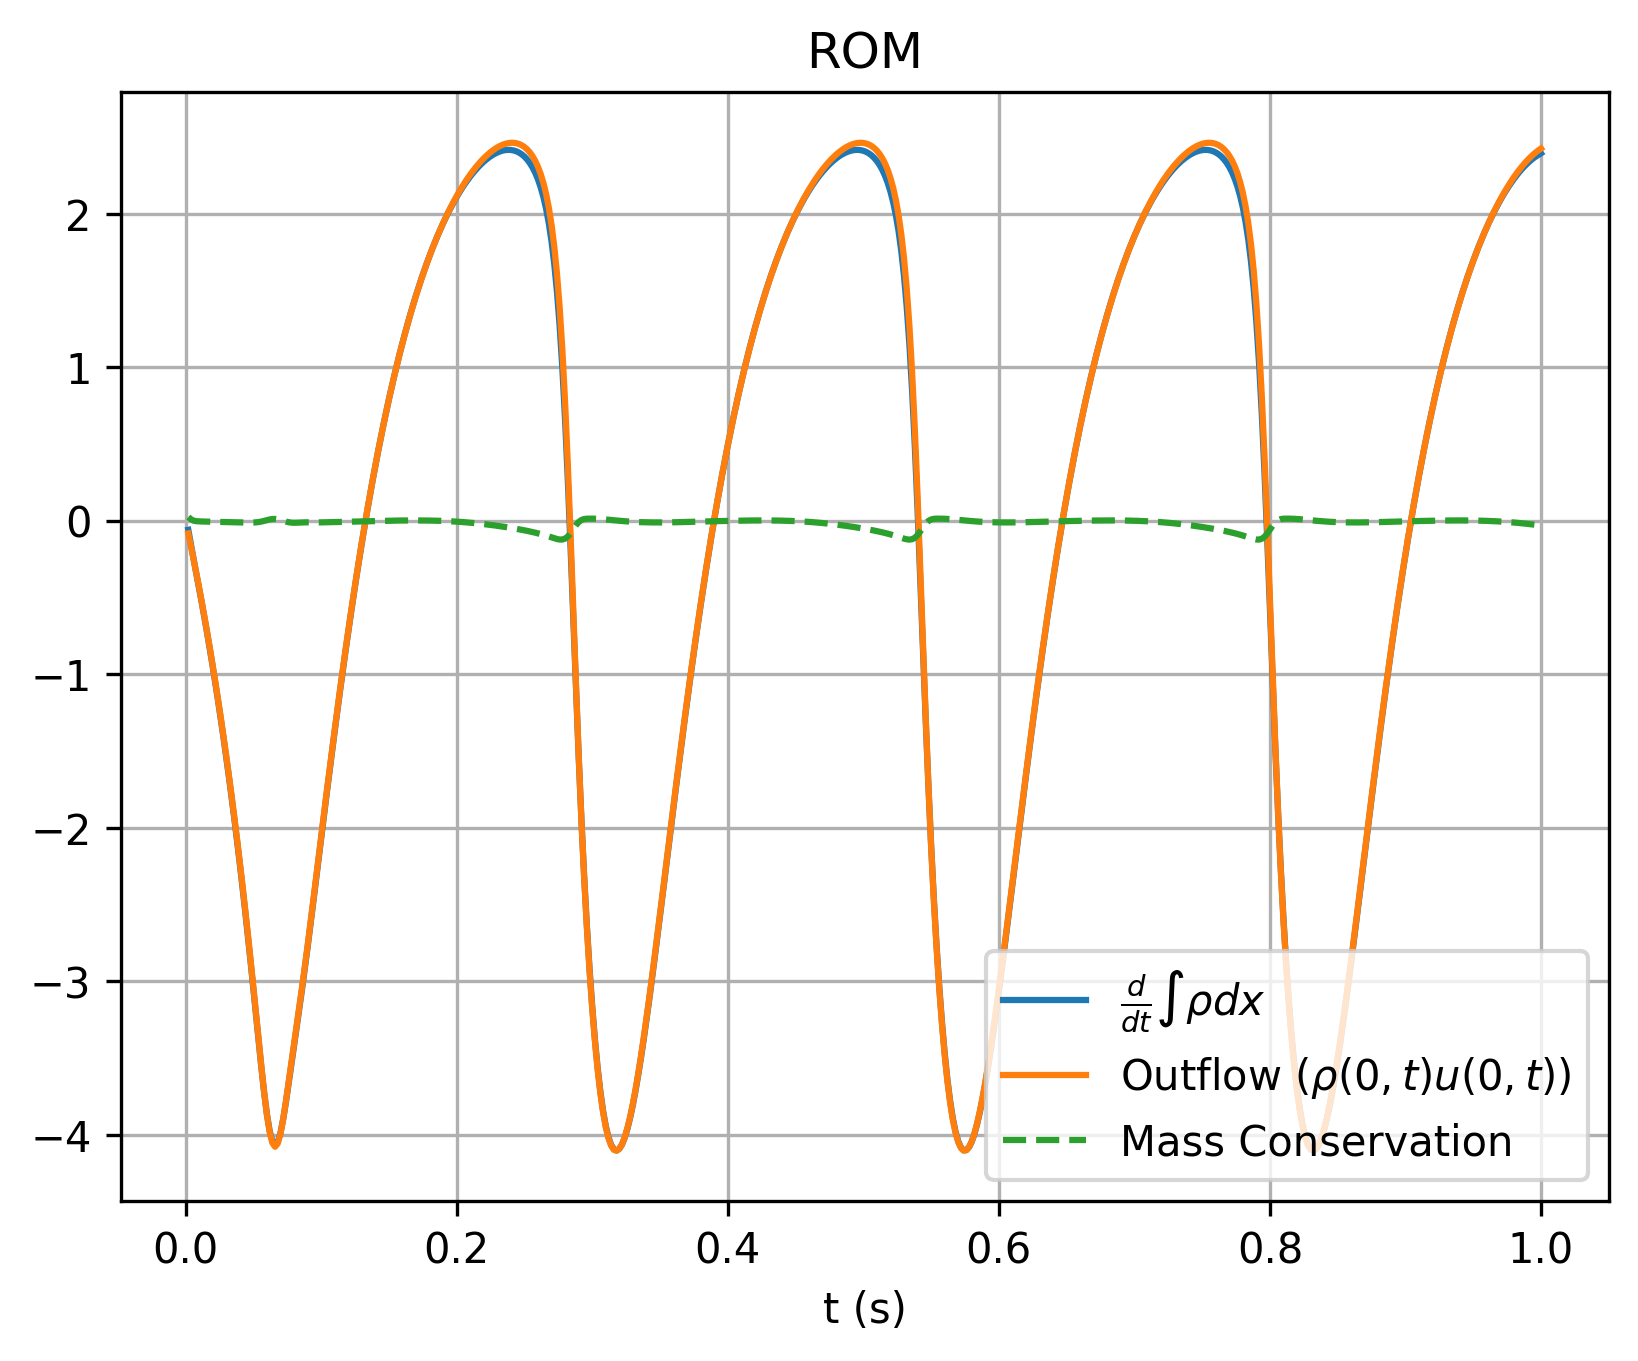 ROM
2
1
0
−1
−2
−3
−4
d/dt ∫ρdx
Outflow (ρ(0, t)u(0, t))
Mass Conservation
0.0 0.2 0.4 0.6 0.8 1.0
t (s)